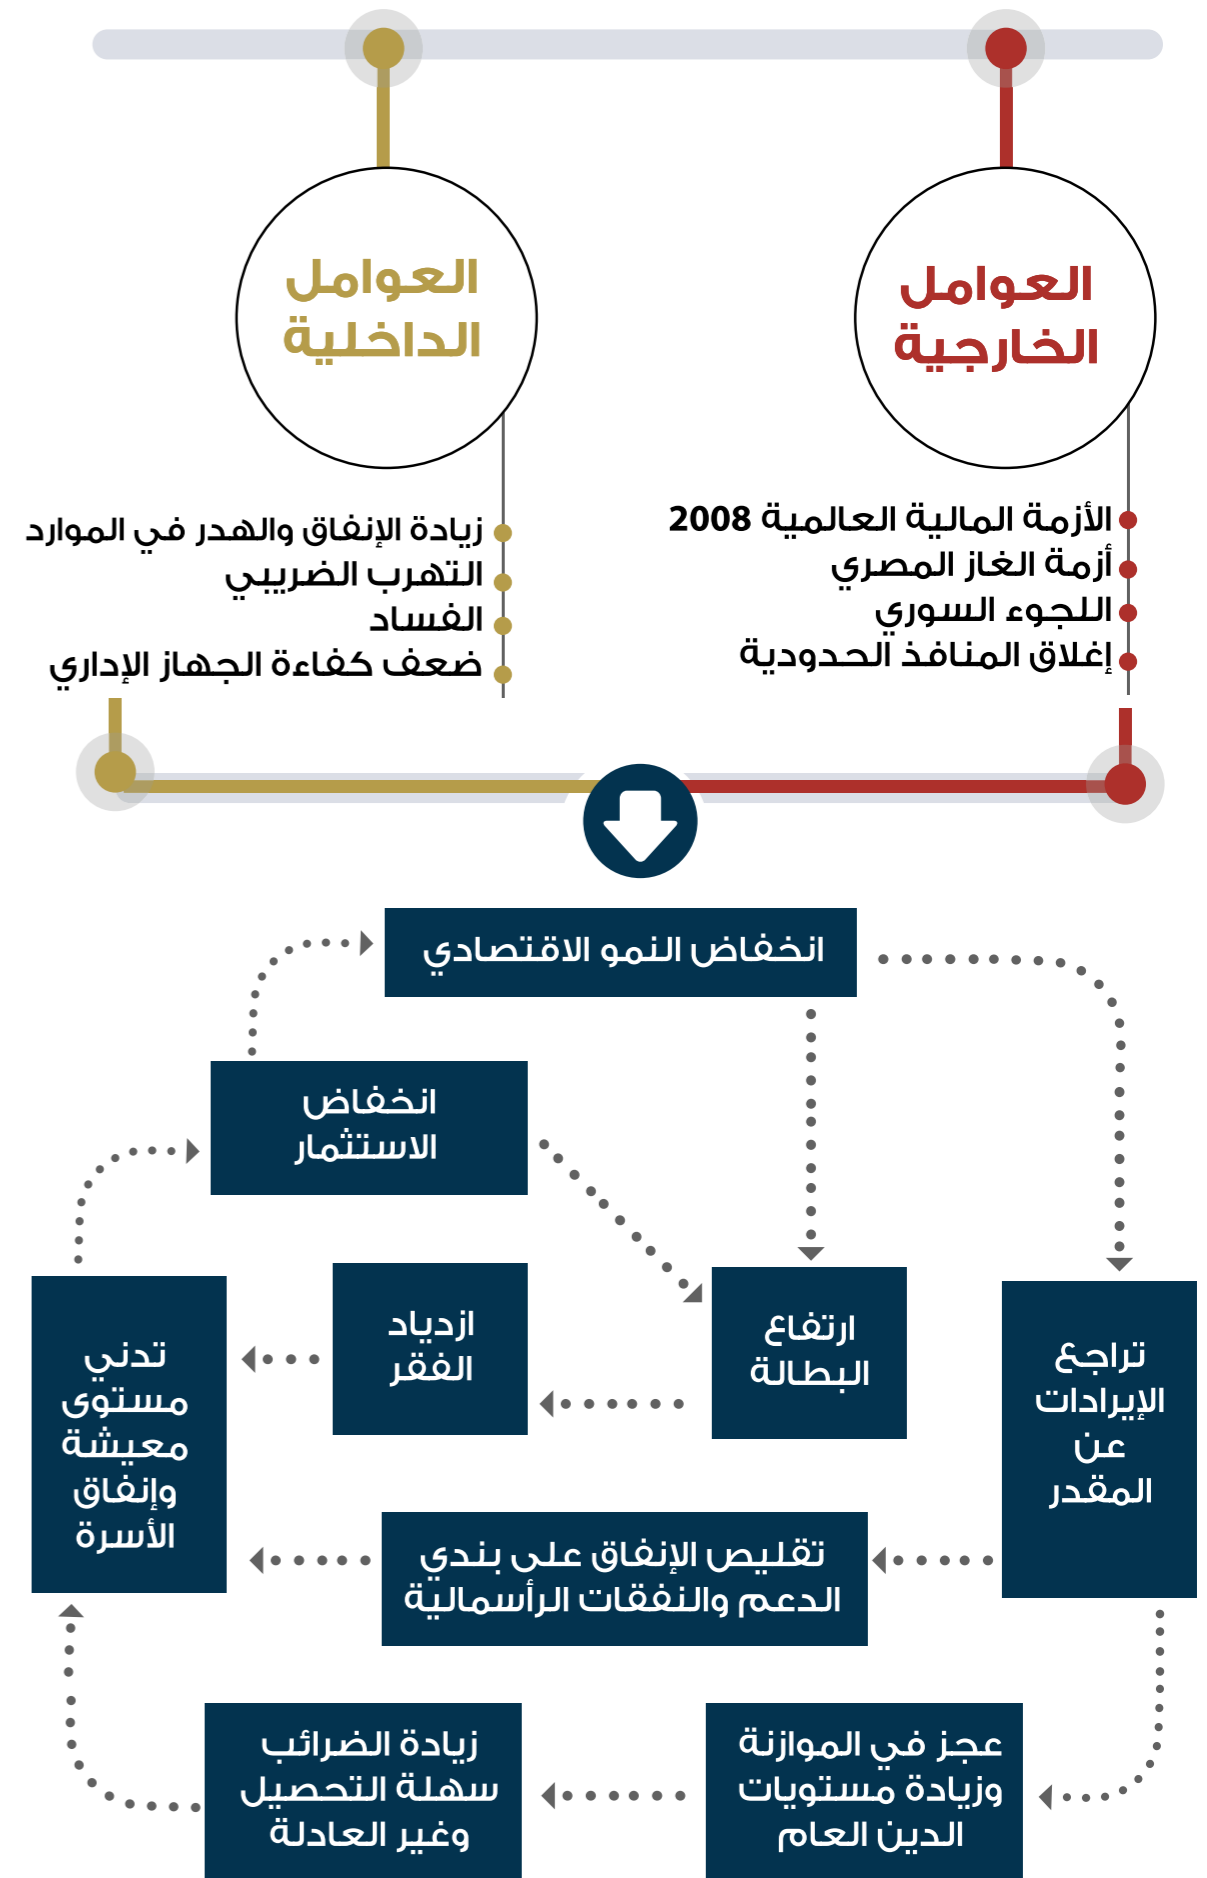 العوامل
الخارجية
الأزمة المالية العالمية 2008
أزمة الغاز المصري
اللجوء السوري
إغلاق المنافذ الحدودية
العوامل
الداخلية
زيادة الإنفاق والهدر في الموارد
التهرب الضريبي
الفساد
ضعف كفاءة الجهاز الإداري
انخفاض النمو الاقتصادي
انخفاض
الاستثمار
تراجع
الإيرادات
عن
المقدر
ارتفاع
البطالة
ازدياد
الفقر
تدني
مستوى
معيشة
وإنفاق
الأسرة
تقليص الإنفاق على بندي
الدعم والنفقات الرأسمالية
عجز في الموازنة
وزيادة مستويات
الدين العام
زيادة الضرائب
سهلة التحصيل
وغير العادلة